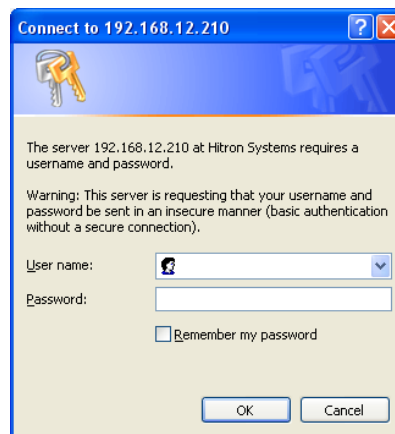 Connect to 192.168.12.210
The server 192.168.12.210 at Hitron Systems requires a
username and password.
Warning: This server is requesting that your username and
password be sent in an insecure manner (basic authentication
without a secure connection).
User name:
Password:
Remember my password
OK
Cancel